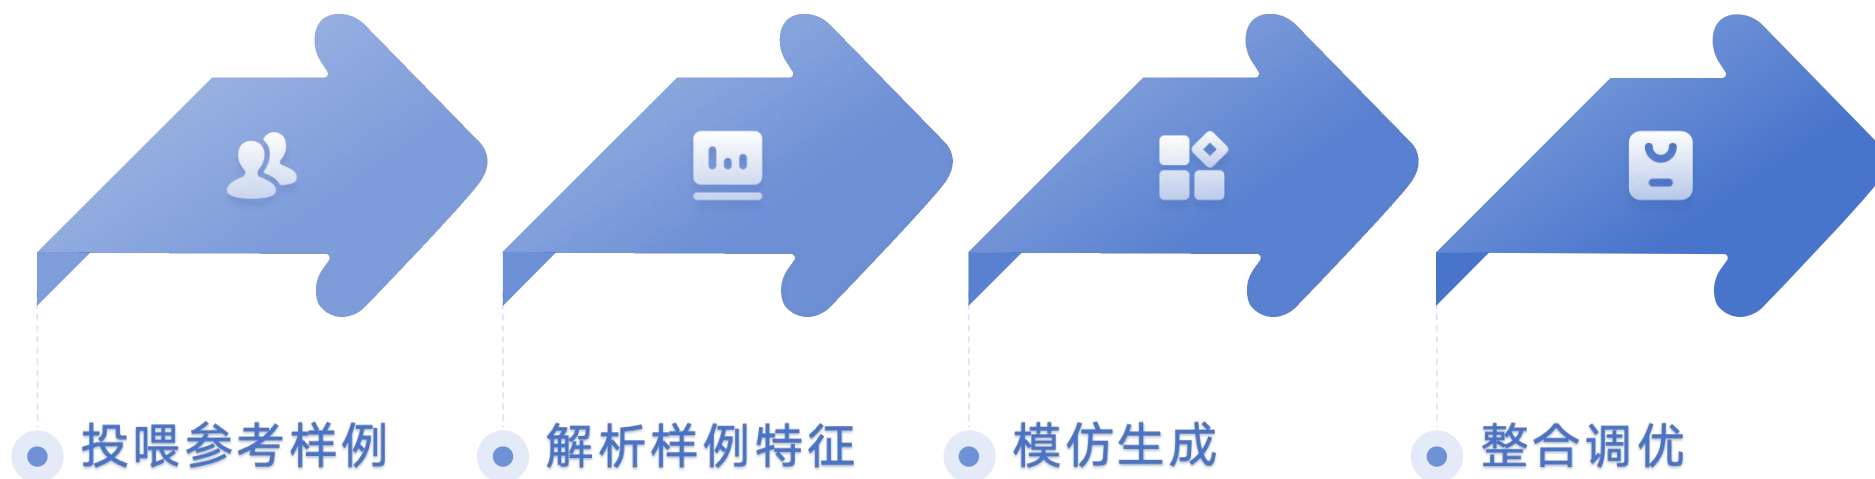 投喂参考样例
解析样例特征
模仿生成
整合调优